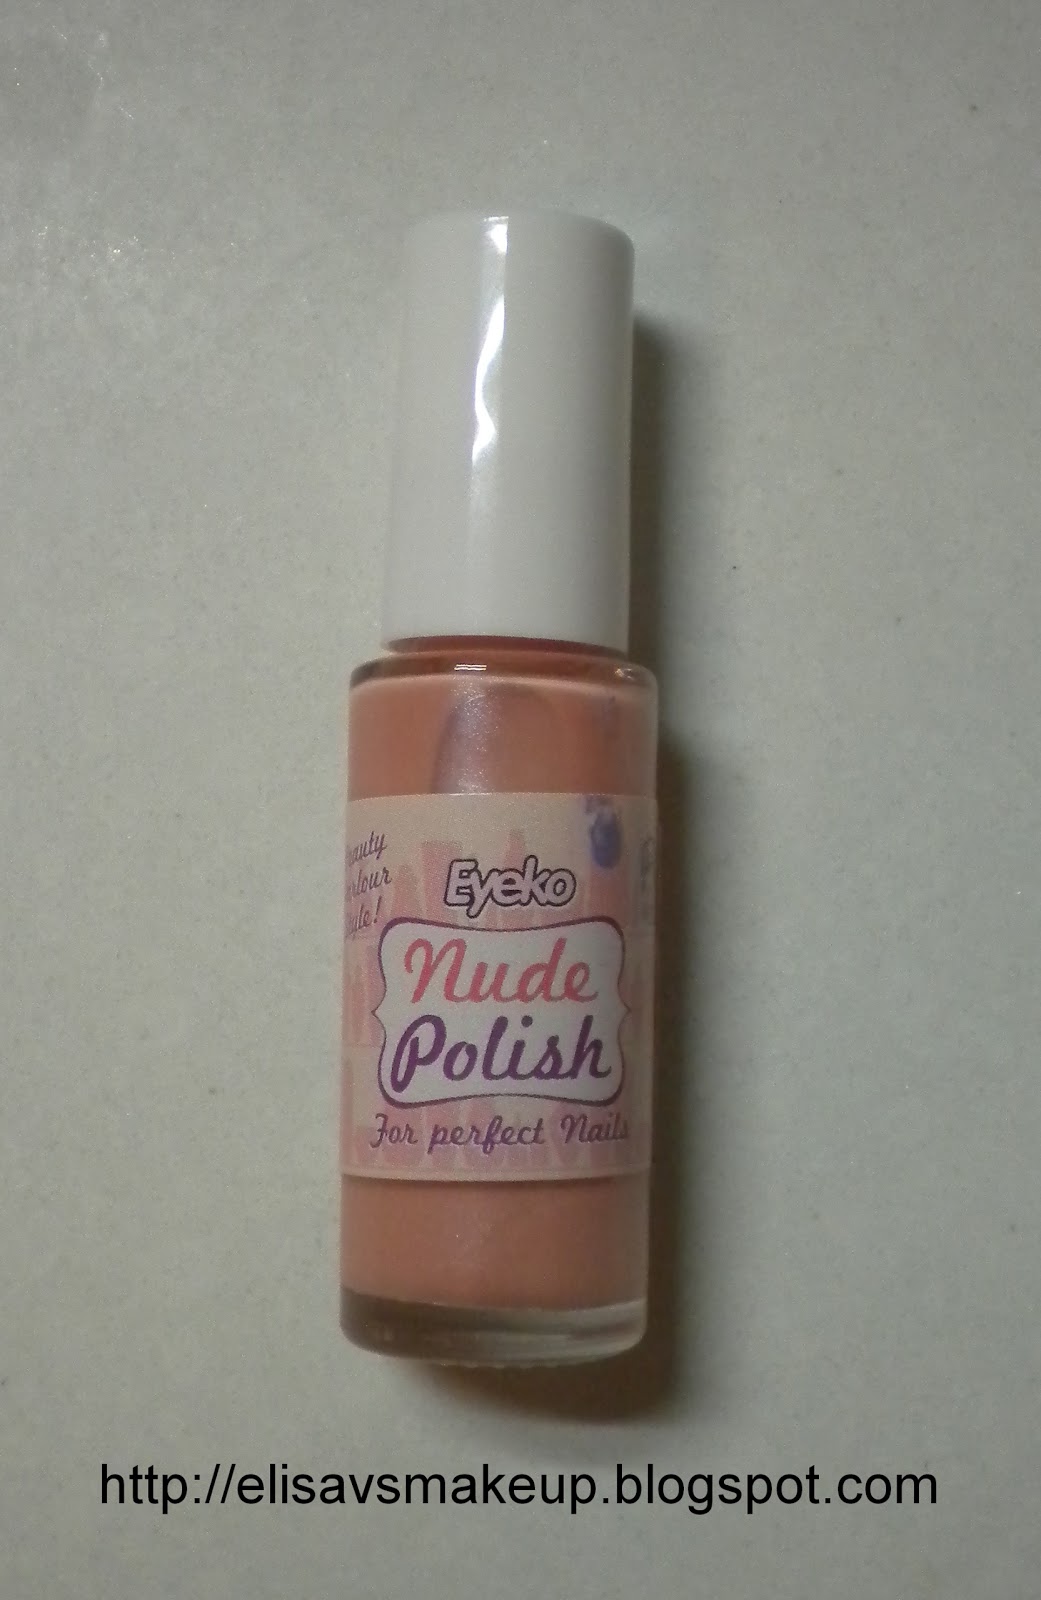 Eyeko
Nude
Polish
For perfect Nails
http://elisavsmakeup.blogspot.com